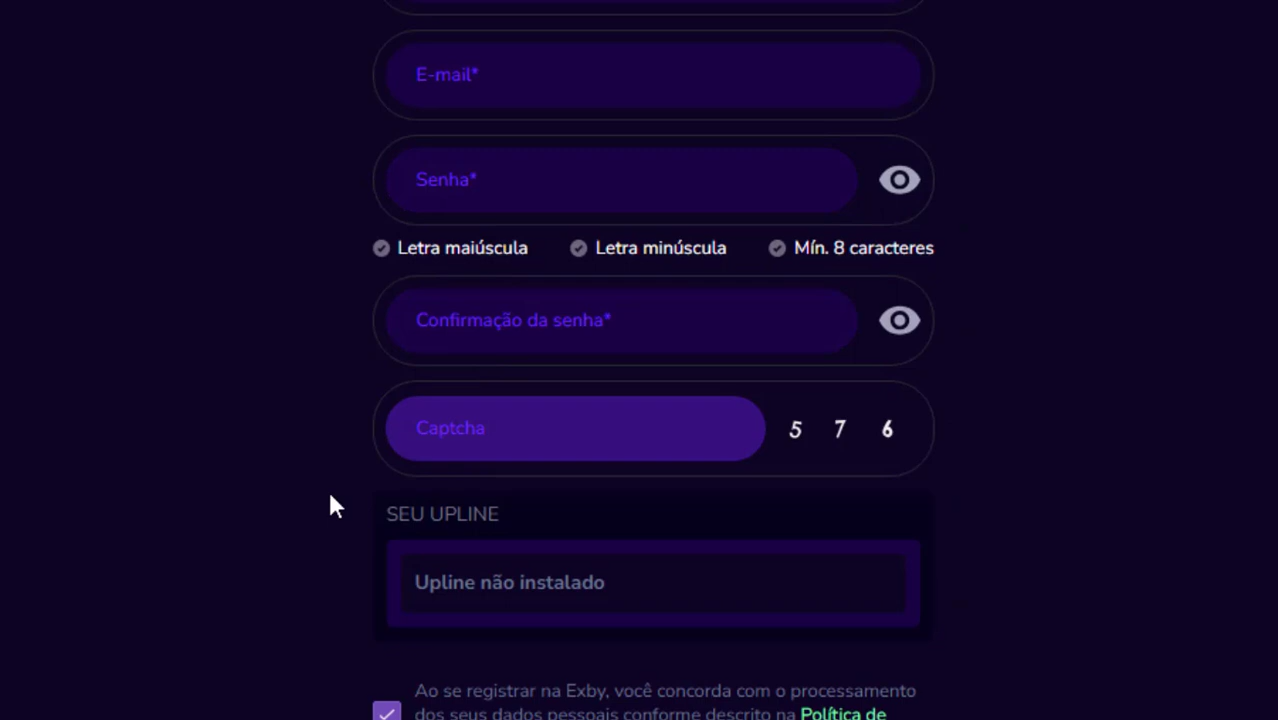 E-mail*
Senha*
Letra maiúscula
Letra minúscula
Mín. 8 caracteres
Confirmação da senha*
Captcha
5 7 6
SEU UPLINE
Upline não instalado
Ao se registrar na Exby, você concorda com o processamento
dos seus dados pessoais conforme descrito na Política de